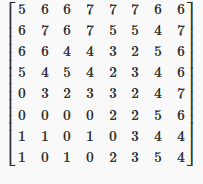 5 6 6 7 7 7 6 6
6 7 6 7 5 5 4 7
6 6 4 4 3 2 5 6
5 4 5 4 2 3 4 6
0 3 2 3 3 2 4 7
0 0 0 0 2 2 5 6
1 1 0 1 0 3 4 4
1 0 1 0 2 3 5 4